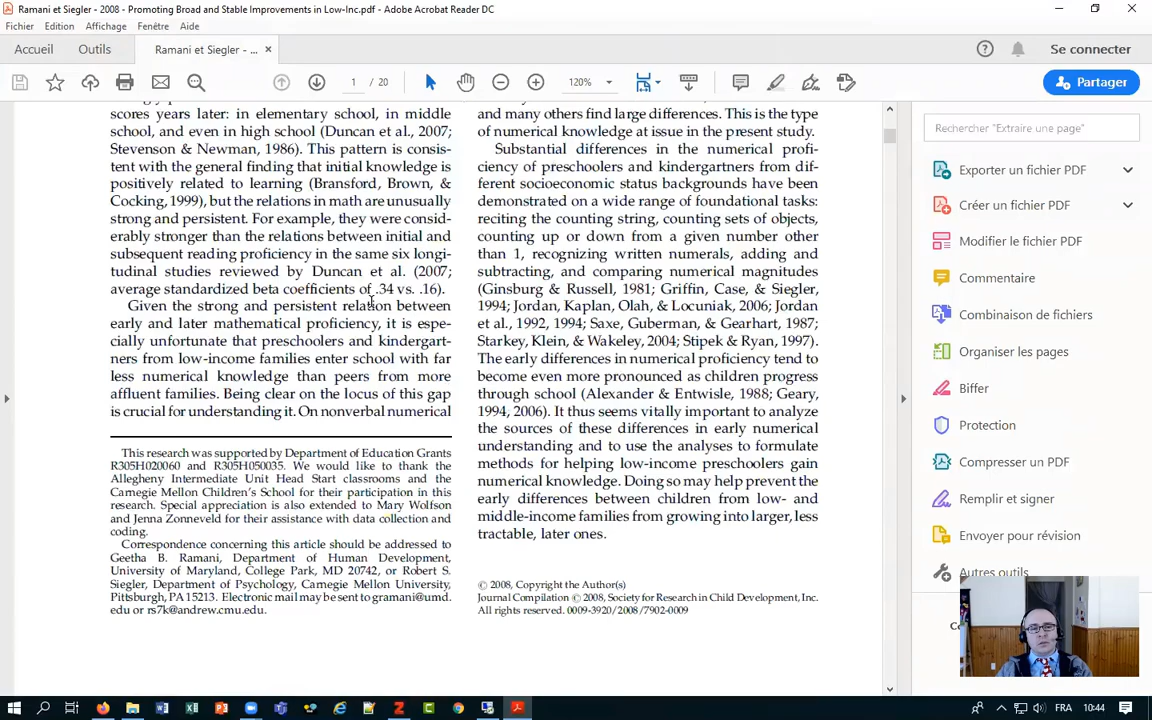 Ramani et Siegler - 2008 - Promoting Broad and Stable Improvements in Low-Inc.pdf - Adobe Acrobat Reader DC
Fichier Edition Affichage Fenêtre Aide
Accueil Outils Ramani et Siegler - ... × Se connecter
1 / 20 120% Partager
scores years later: in elementary school, in middle
school, and even in high school (Duncan et al., 2007;
Stevenson & Newman, 1986). This pattern is consis-
tent with the general finding that initial knowledge is
positively related to learning (Bransford, Brown, &
Cocking, 1999), but the relations in math are unusually
strong and persistent. For example, they were consid-
erably stronger than the relations between initial and
subsequent reading proficiency in the same six longi-
tudinal studies reviewed by Duncan et al. (2007;
average standardized beta coefficients of .34 vs. .16).
Given the strong and persistent relation between
early and later mathematical proficiency, it is espe-
cially unfortunate that preschoolers and kindergart-
ners from low-income families enter school with far
less numerical knowledge than peers from more
affluent families. Being clear on the locus of this gap
is crucial for understanding it. On nonverbal numerical
This research was supported by Department of Education Grants
R305H020060 and R305H050035. We would like to thank the
Allegheny Intermediate Unit Head Start classrooms and the
Carnegie Mellon Children's School for their participation in this
research. Special appreciation is also extended to Mary Wolfson
and Jenna Zonneveld for their assistance with data collection and
coding.
Correspondence concerning this article should be addressed to
Geetha B. Ramani, Department of Human Development,
University of Maryland, College Park, MD 20742, or Robert S.
Siegler, Department of Psychology, Carnegie Mellon University,
Pittsburgh, PA 15213. Electronic mail may be sent to gramani@umd.
edu or rs7k@andrew.cmu.edu.
and many others find large differences. This is the type
of numerical knowledge at issue in the present study.
Substantial differences in the numerical profi-
ciency of preschoolers and kindergartners from dif-
ferent socioeconomic status backgrounds have been
demonstrated on a wide range of foundational tasks:
reciting the counting string, counting sets of objects,
counting up or down from a given number other
than 1, recognizing written numerals, adding and
subtracting, and comparing numerical magnitudes
(Ginsburg & Russell, 1981; Griffin, Case, & Siegler,
1994; Jordan, Kaplan, Olah, & Locuniak, 2006; Jordan
et al., 1992, 1994; Saxe, Guberman, & Gearhart, 1987;
Starkey, Klein, & Wakeley, 2004; Stipek & Ryan, 1997).
The early differences in numerical proficiency tend to
become even more pronounced as children progress
through school (Alexander & Entwisle, 1988; Geary,
1994, 2006). It thus seems vitally important to analyze
the sources of these differences in early numerical
understanding and to use the analyses to formulate
methods for helping low-income preschoolers gain
numerical knowledge. Doing so may help prevent the
early differences between children from low- and
middle-income families from growing into larger, less
tractable, later ones.
© 2008, Copyright the Author(s)
Journal Compilation © 2008, Society for Research in Child Development, Inc.
All rights reserved. 0009-3920/2008/7902-0009
Rechercher "Extraire une page"
Exporter un fichier PDF
Créer un fichier PDF
Modifier le fichier PDF
Commentaire
Combinaison de fichiers
Organiser les pages
Biffer
Protection
Compresser un PDF
Remplir et signer
Envoyer pour révision
Autres outils
FRA 10:44